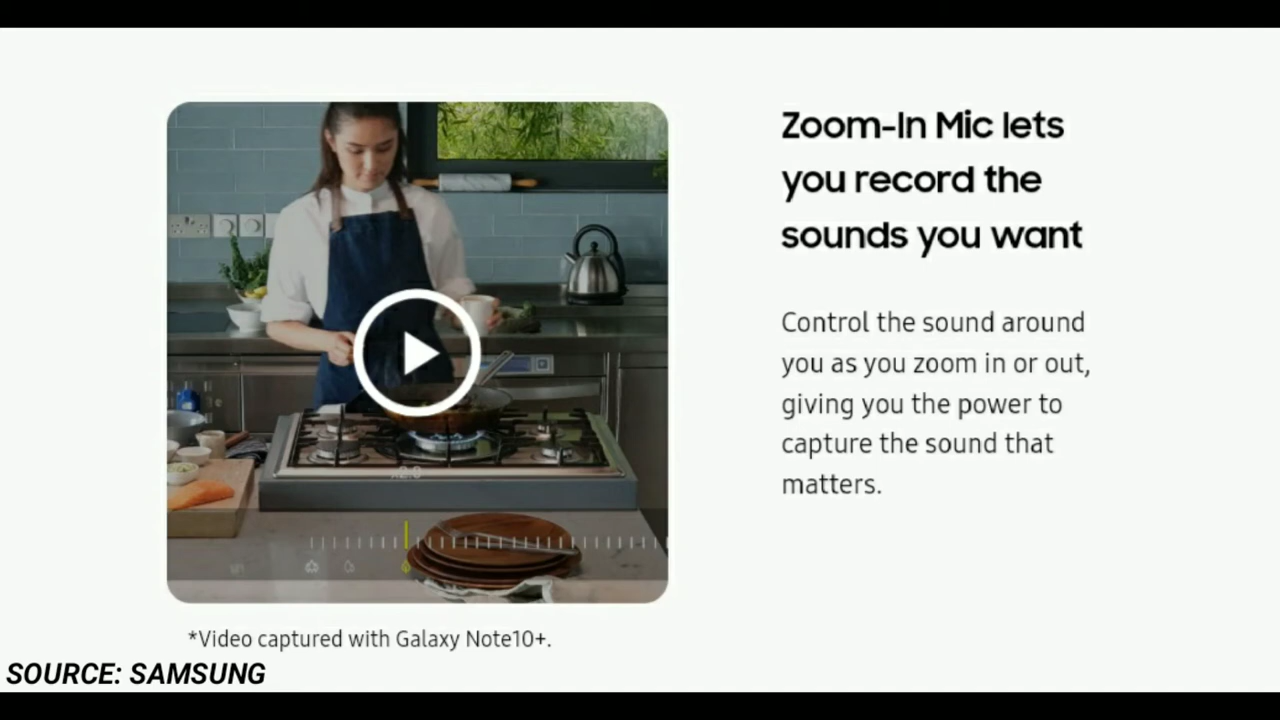 Zoom-In Mic lets
you record the
sounds you want
Control the sound around
you as you zoom in or out,
giving you the power to
capture the sound that
matters.
x2.0
*Video captured with Galaxy Note10+.
SOURCE: SAMSUNG